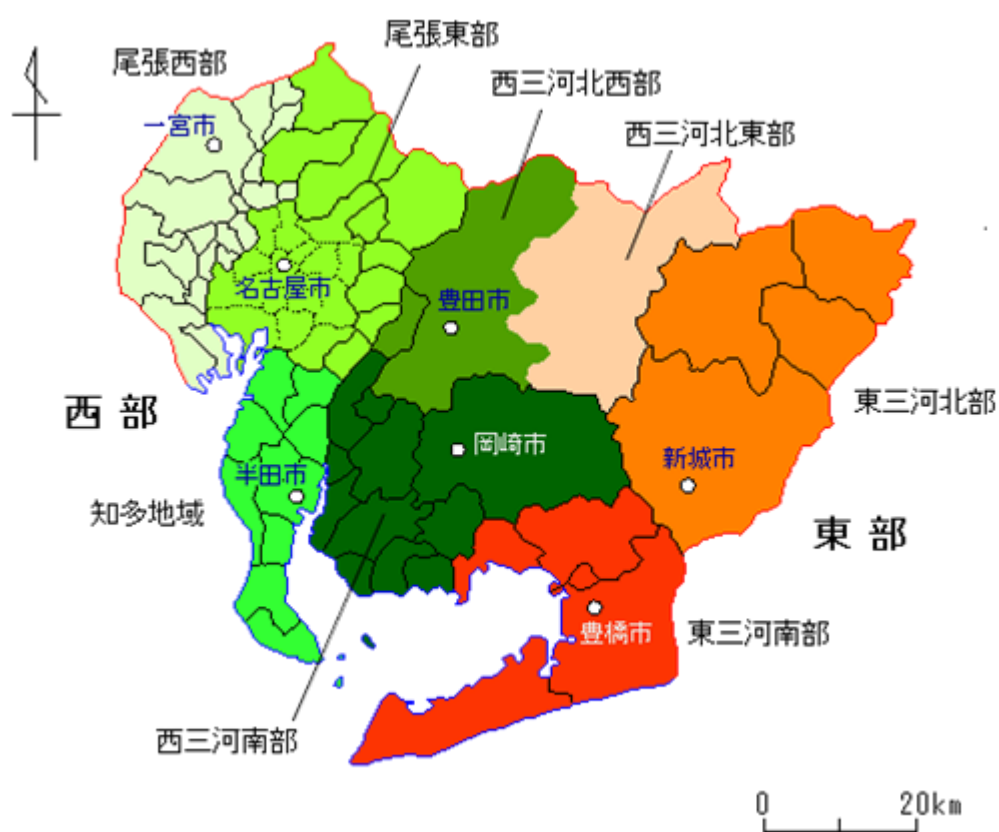 尾張東部
尾張西部
西三河北西部
一宮市
西三河北東部
名古屋市
豊田市
西部
東三河北部
岡崎市
新城市
半田市
知多地域
東部
豊橋市
東三河南部
西三河南部
0 20km